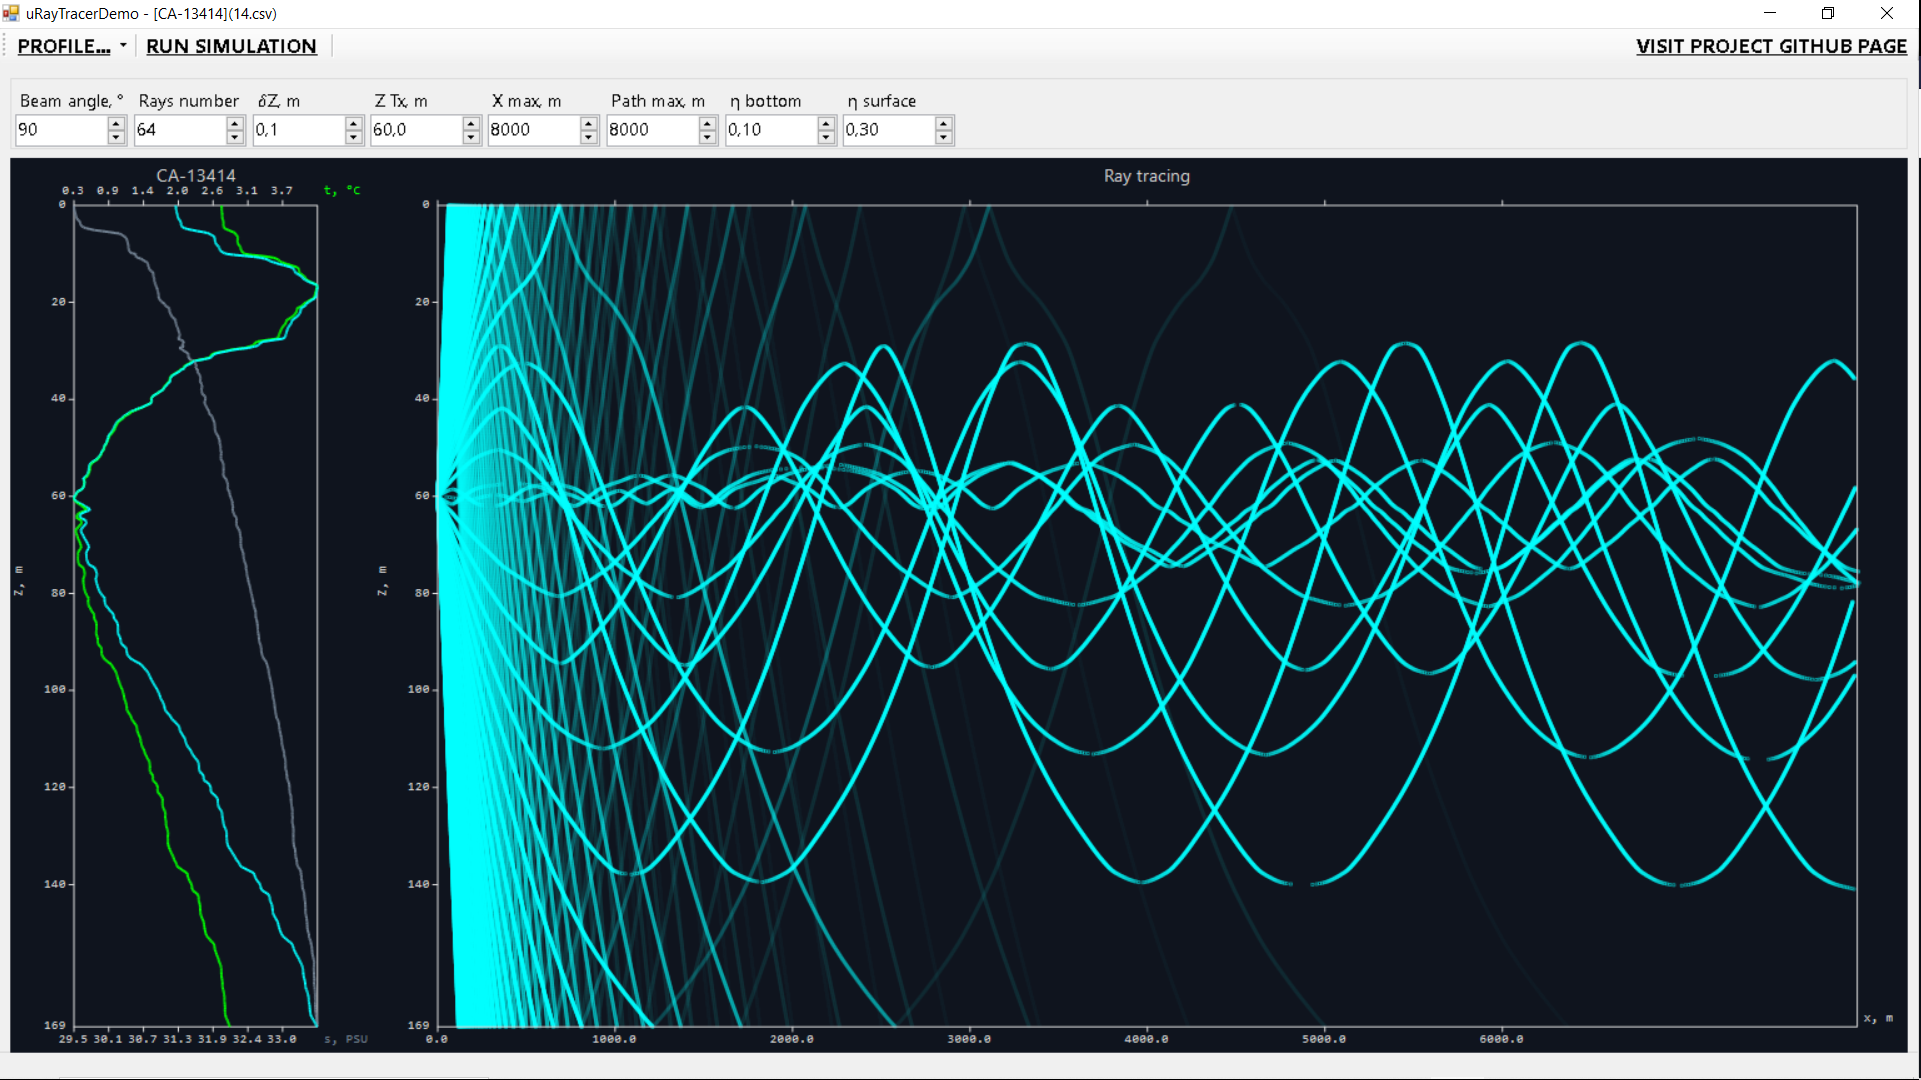 uRayTracerDemo - [CA-13414](14.csv)
PROFILE... RUN SIMULATION VISIT PROJECT GITHUB PAGE
Beam angle, ° Rays number δZ, m Z Tx, m X max, m Path max, m η bottom η surface
90 64 0,1 60,0 8000 8000 0,10 0,30
CA-13414 Ray tracing
0.3 0.9 1.4 2.0 2.6 3.1 3.7 t, °C
0 0
20 20
40 40
60 60
Z, m Z, m
80 80
100 100
120 120
140 140
169 169 x, m
29.5 30.1 30.7 31.3 31.9 32.4 33.0 s, PSU 0.0 1000.0 2000.0 3000.0 4000.0 5000.0 6000.0